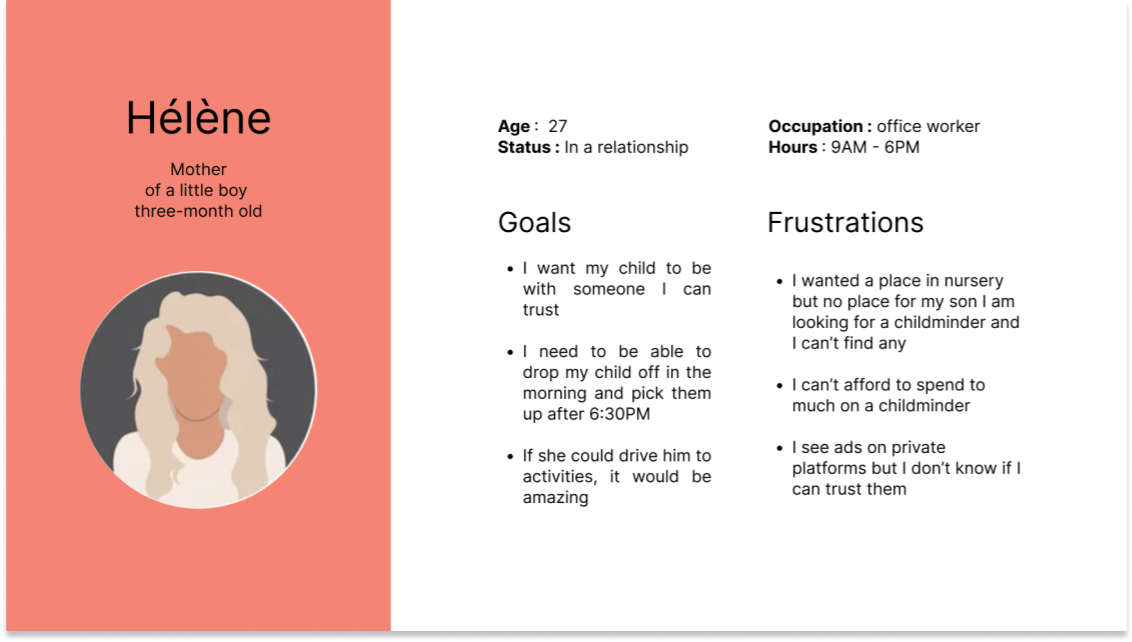 Hélène
Mother
of a little boy
three-month old
Age :  27
Status : In a relationship
Occupation : office worker
Hours : 9AM - 6PM
Goals
• I want my child to be
with someone I can
trust
• I need to be able to
drop my child off in the
morning and pick them
up after 6:30PM
• If she could drive him to
activities, it would be
amazing
Frustrations
• I wanted a place in nursery
but no place for my son I am
looking for a childminder and
I can’t find any
• I can’t afford to spend to
much on a childminder
• I see ads on private
platforms but I don’t know if I
can trust them